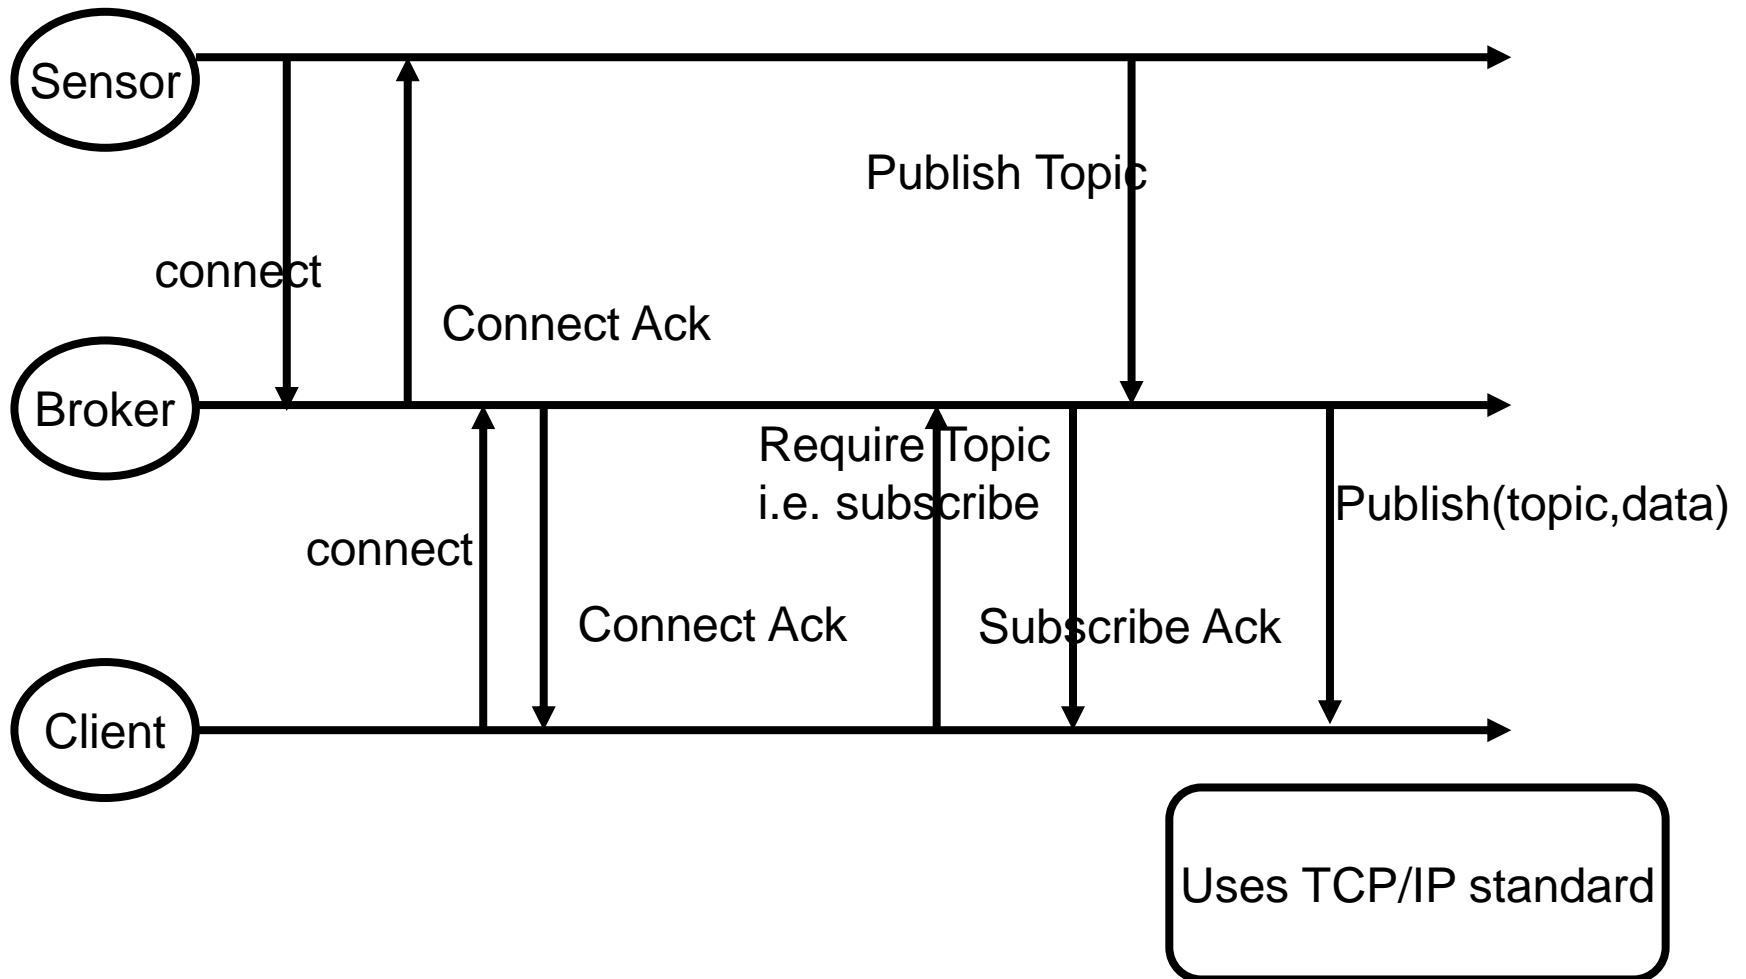 Sensor
Publish Topic
connect
Connect Ack
Broker
Require Topic
i.e. subscribe
Publish(topic,data)
connect
Connect Ack
Subscribe Ack
Client
Uses TCP/IP standard